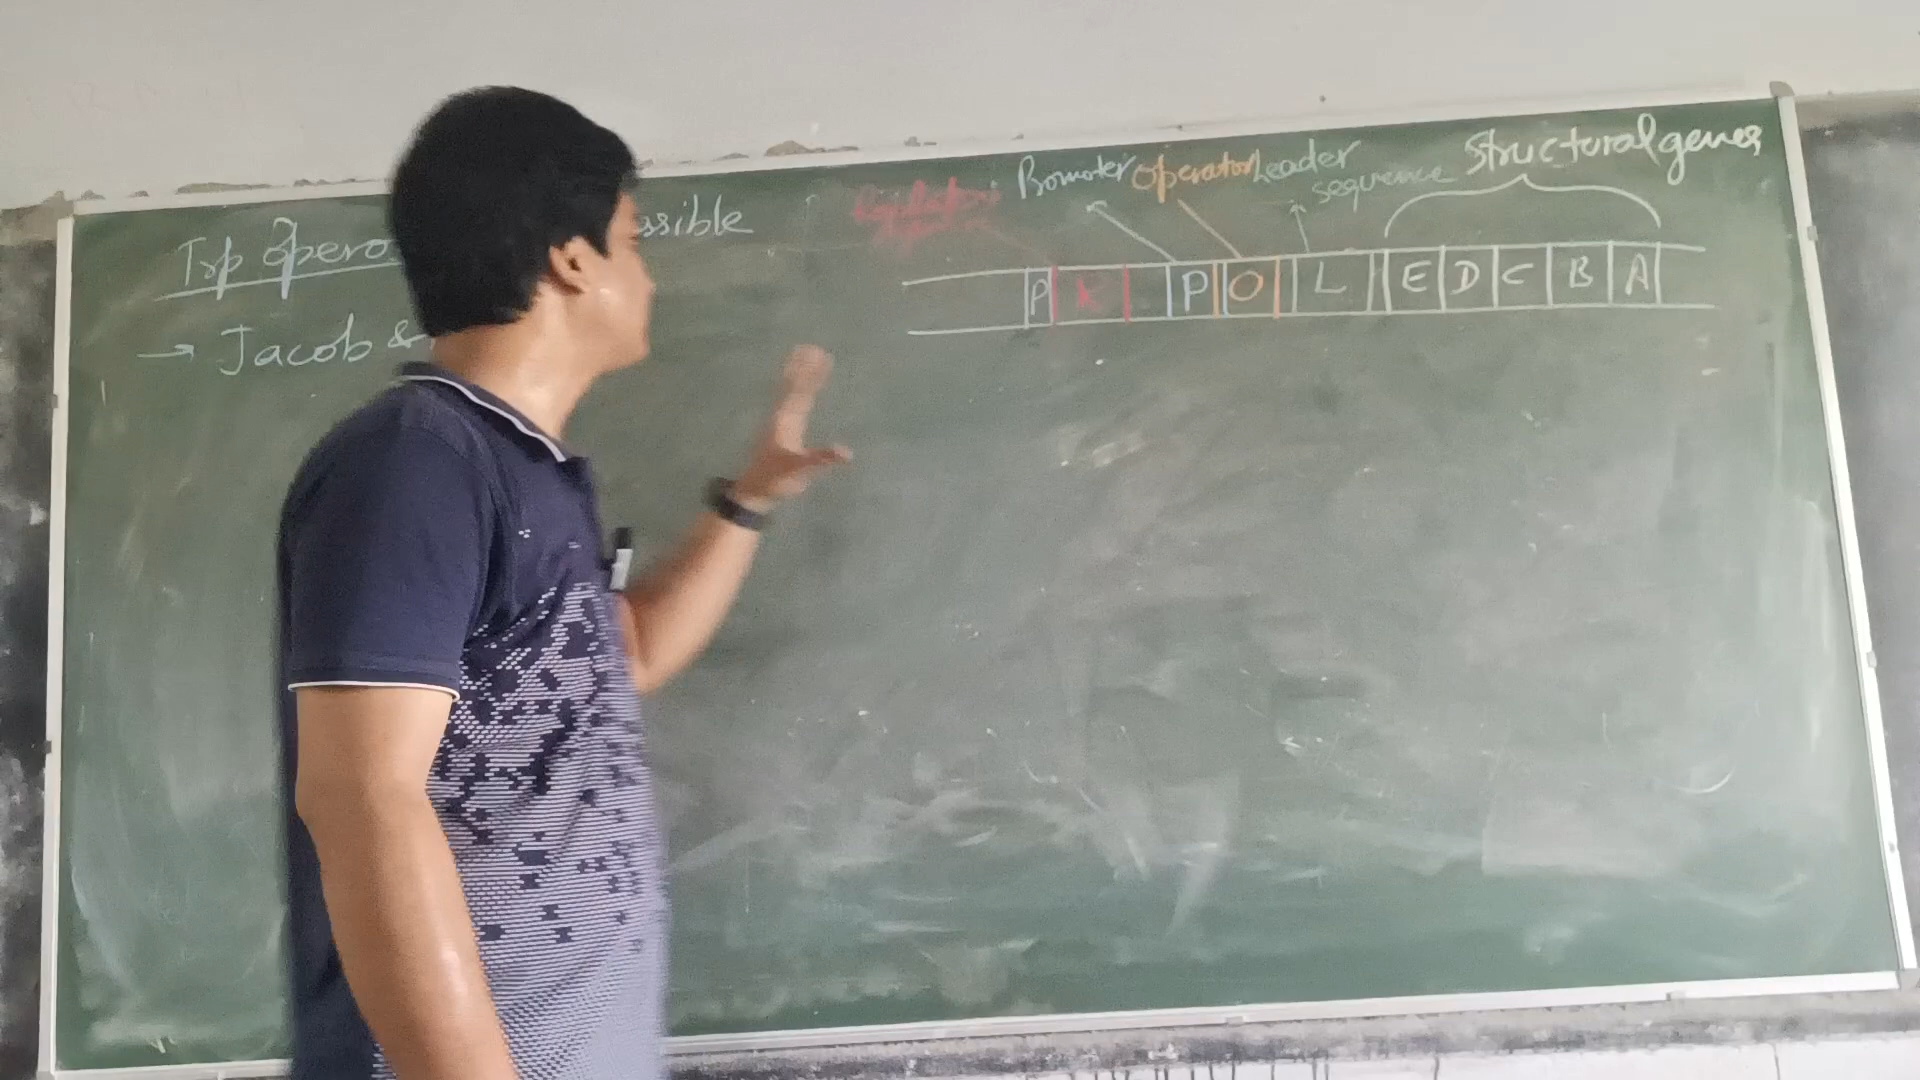 Trp opero ssible
→ Jacob &
Promoter Operator Leader
sequence Structural genes
P R P O L E D C B A